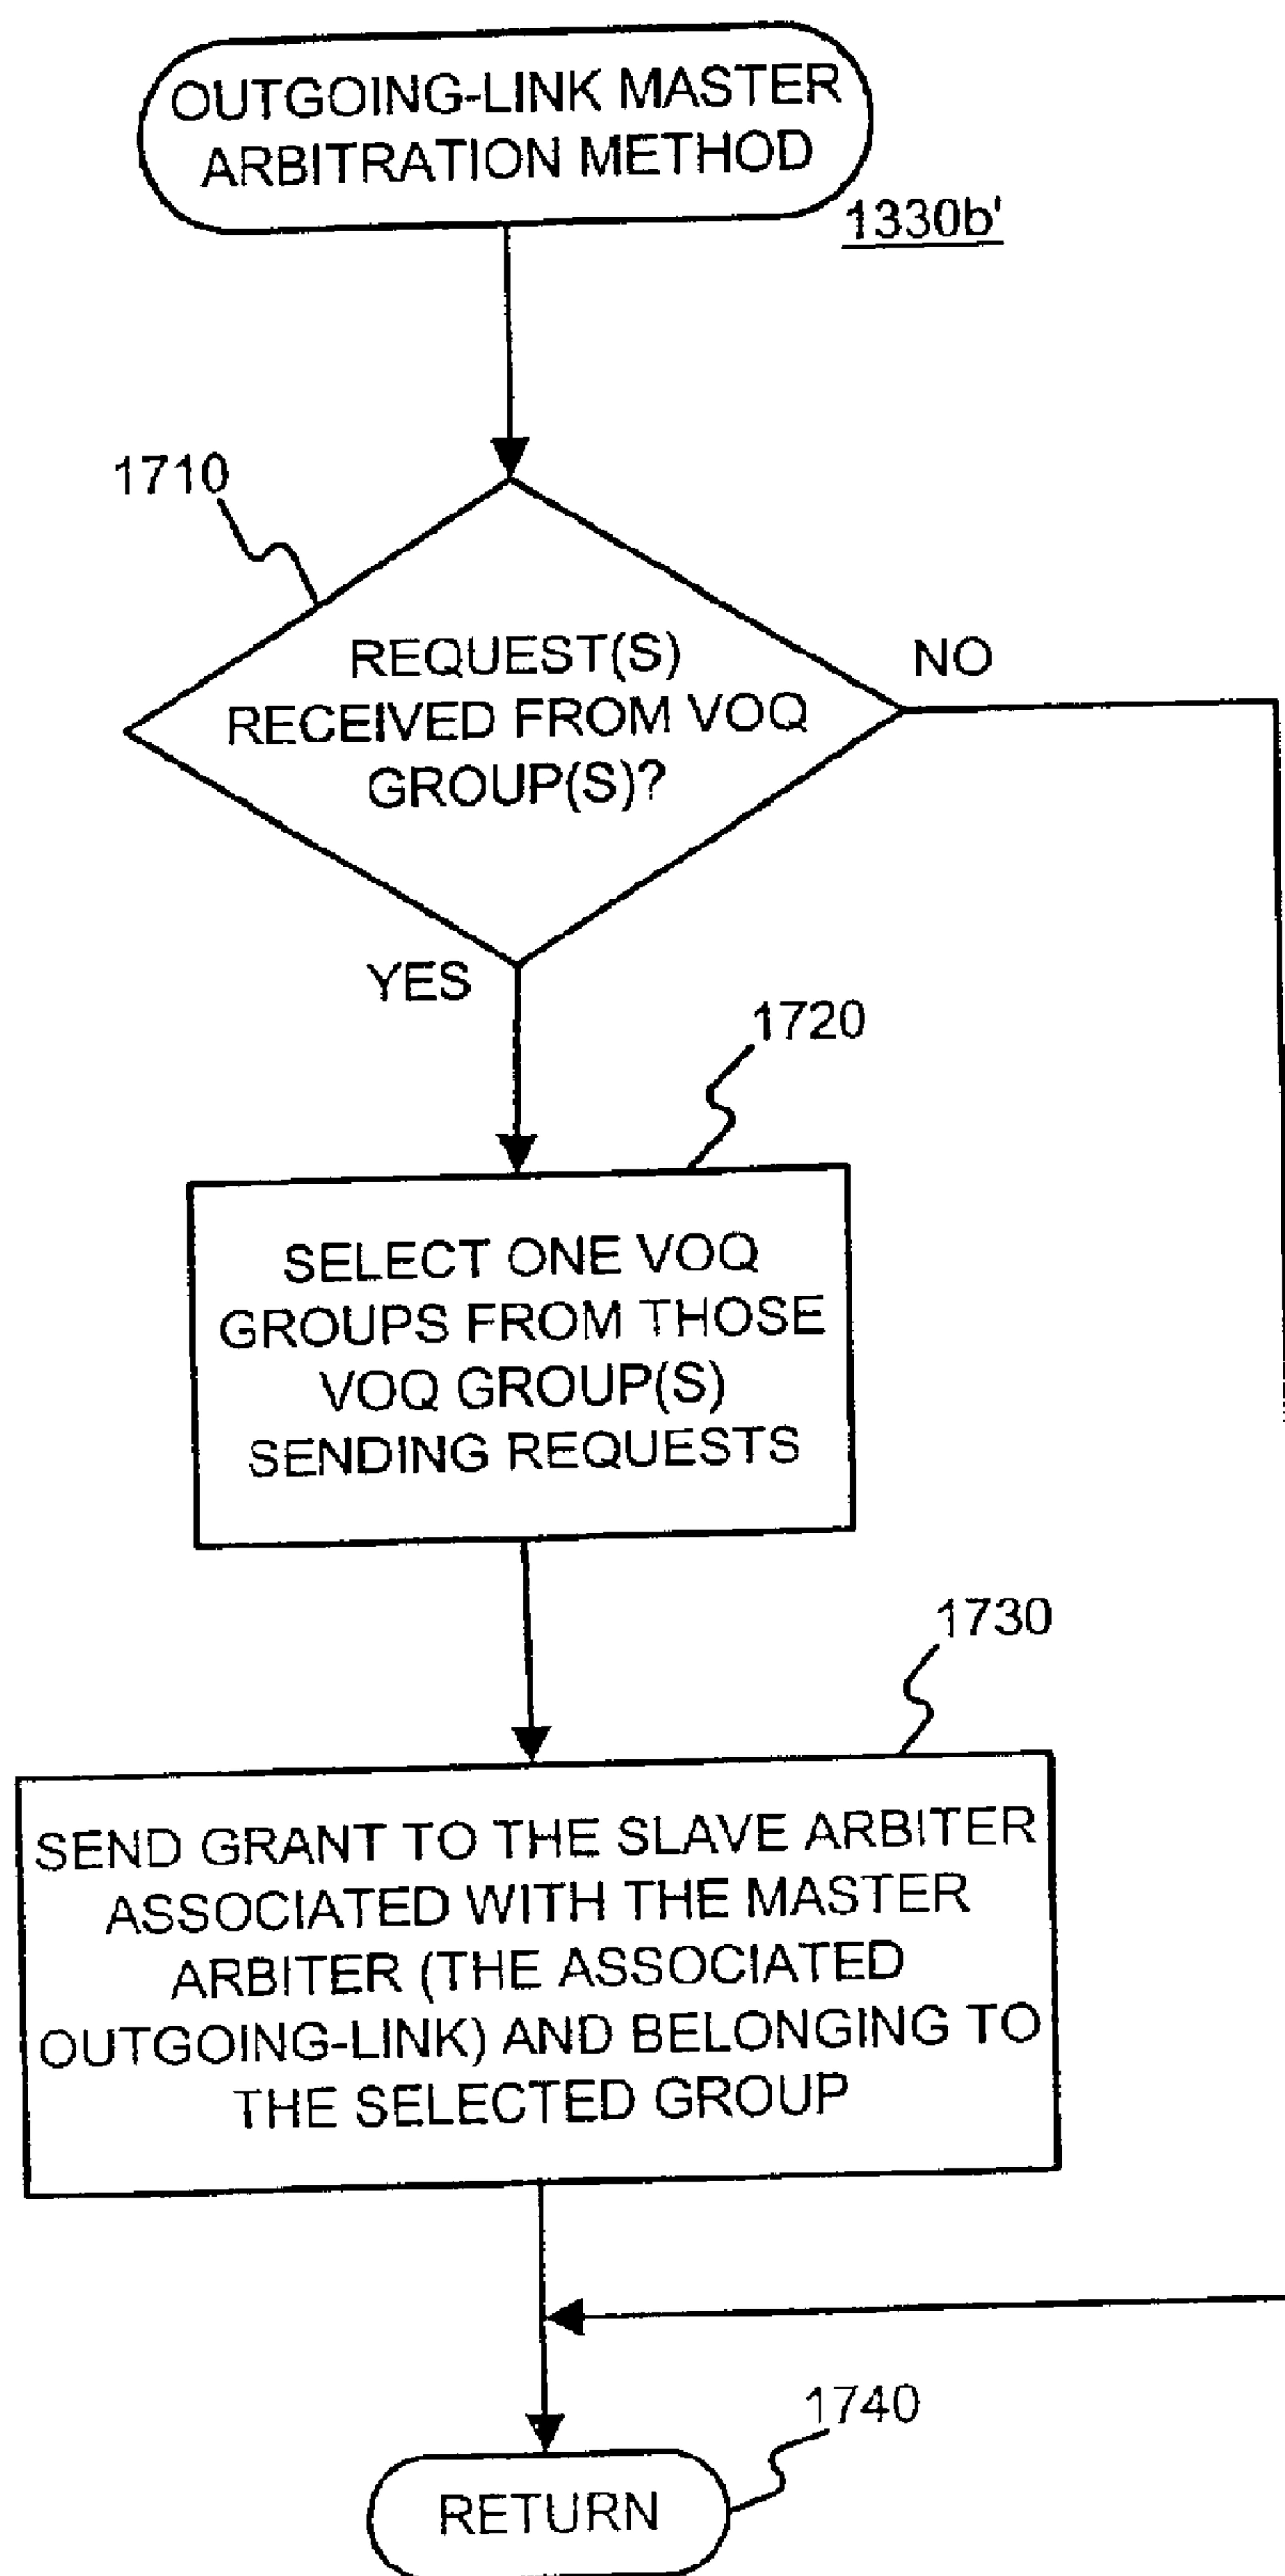 OUTGOING-LINK MASTER
ARBITRATION METHOD
1330b'
1710
REQUEST(S)
RECEIVED FROM VOQ
GROUP(S)?
NO
YES
1720
SELECT ONE VOQ
GROUPS FROM THOSE
VOQ GROUP(S)
SENDING REQUESTS
1730
SEND GRANT TO THE SLAVE ARBITER
ASSOCIATED WITH THE MASTER
ARBITER (THE ASSOCIATED
OUTGOING-LINK) AND BELONGING TO
THE SELECTED GROUP
1740
RETURN